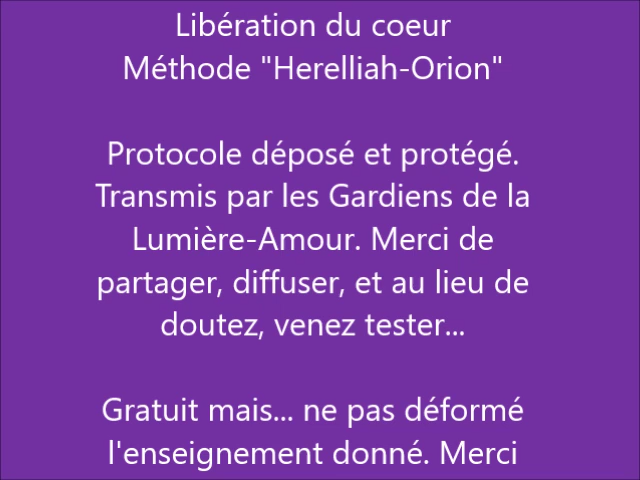 Libération du coeur
Méthode "Herelliah-Orion"
Protocole déposé et protégé.
Transmis par les Gardiens de la
Lumière-Amour. Merci de
partager, diffuser, et au lieu de
doutez, venez tester...
Gratuit mais... ne pas déformé
l'enseignement donné. Merci